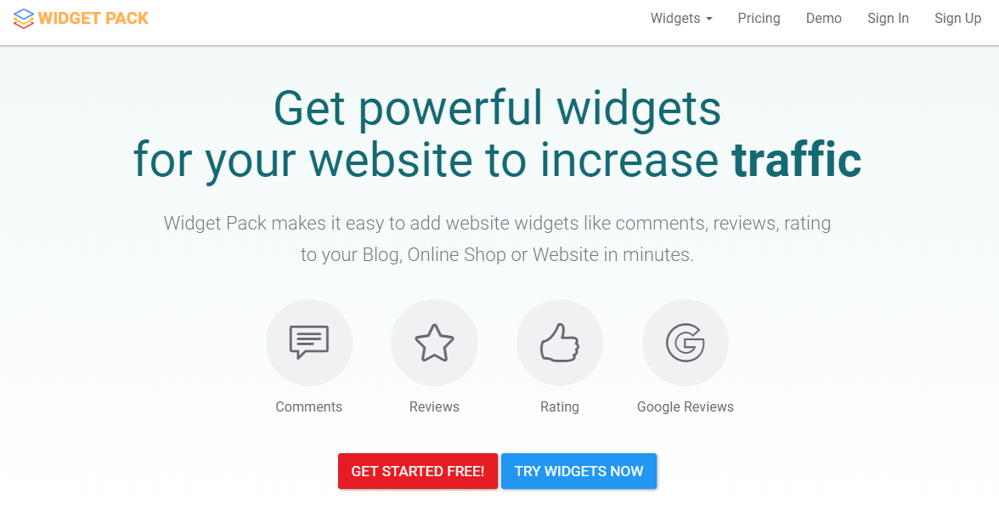 WIDGET PACK
Widgets
Pricing
Demo
Sign In
Sign Up
Get powerful widgets
for your website to increase traffic
Widget Pack makes it easy to add website widgets like comments, reviews, rating
to your Blog, Online Shop or Website in minutes.
Comments
Reviews
Rating
Google Reviews
GET STARTED FREE!
TRY WIDGETS NOW